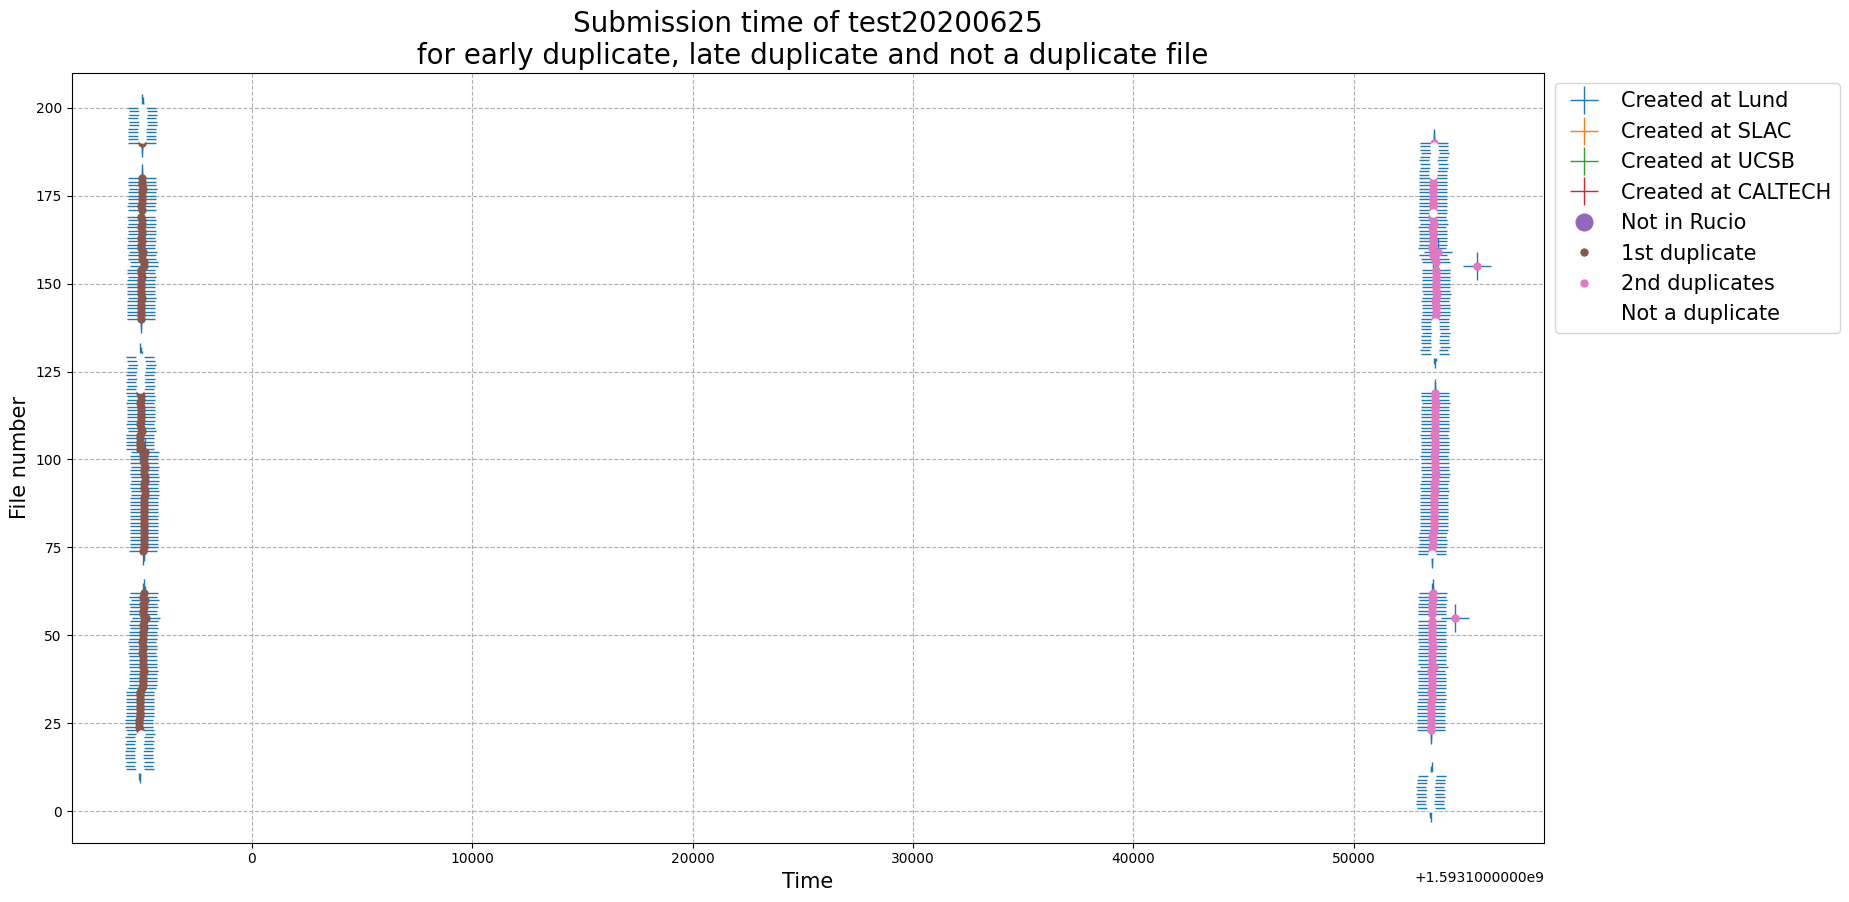 Submission time of test20200625
for early duplicate, late duplicate and not a duplicate file
File number
200
175
150
125
100
75
50
25
0
0 10000 20000 30000 40000 50000
Time
+1.5931000000e9
Created at Lund
Created at SLAC
Created at UCSB
Created at CALTECH
Not in Rucio
1st duplicate
2nd duplicates
Not a duplicate